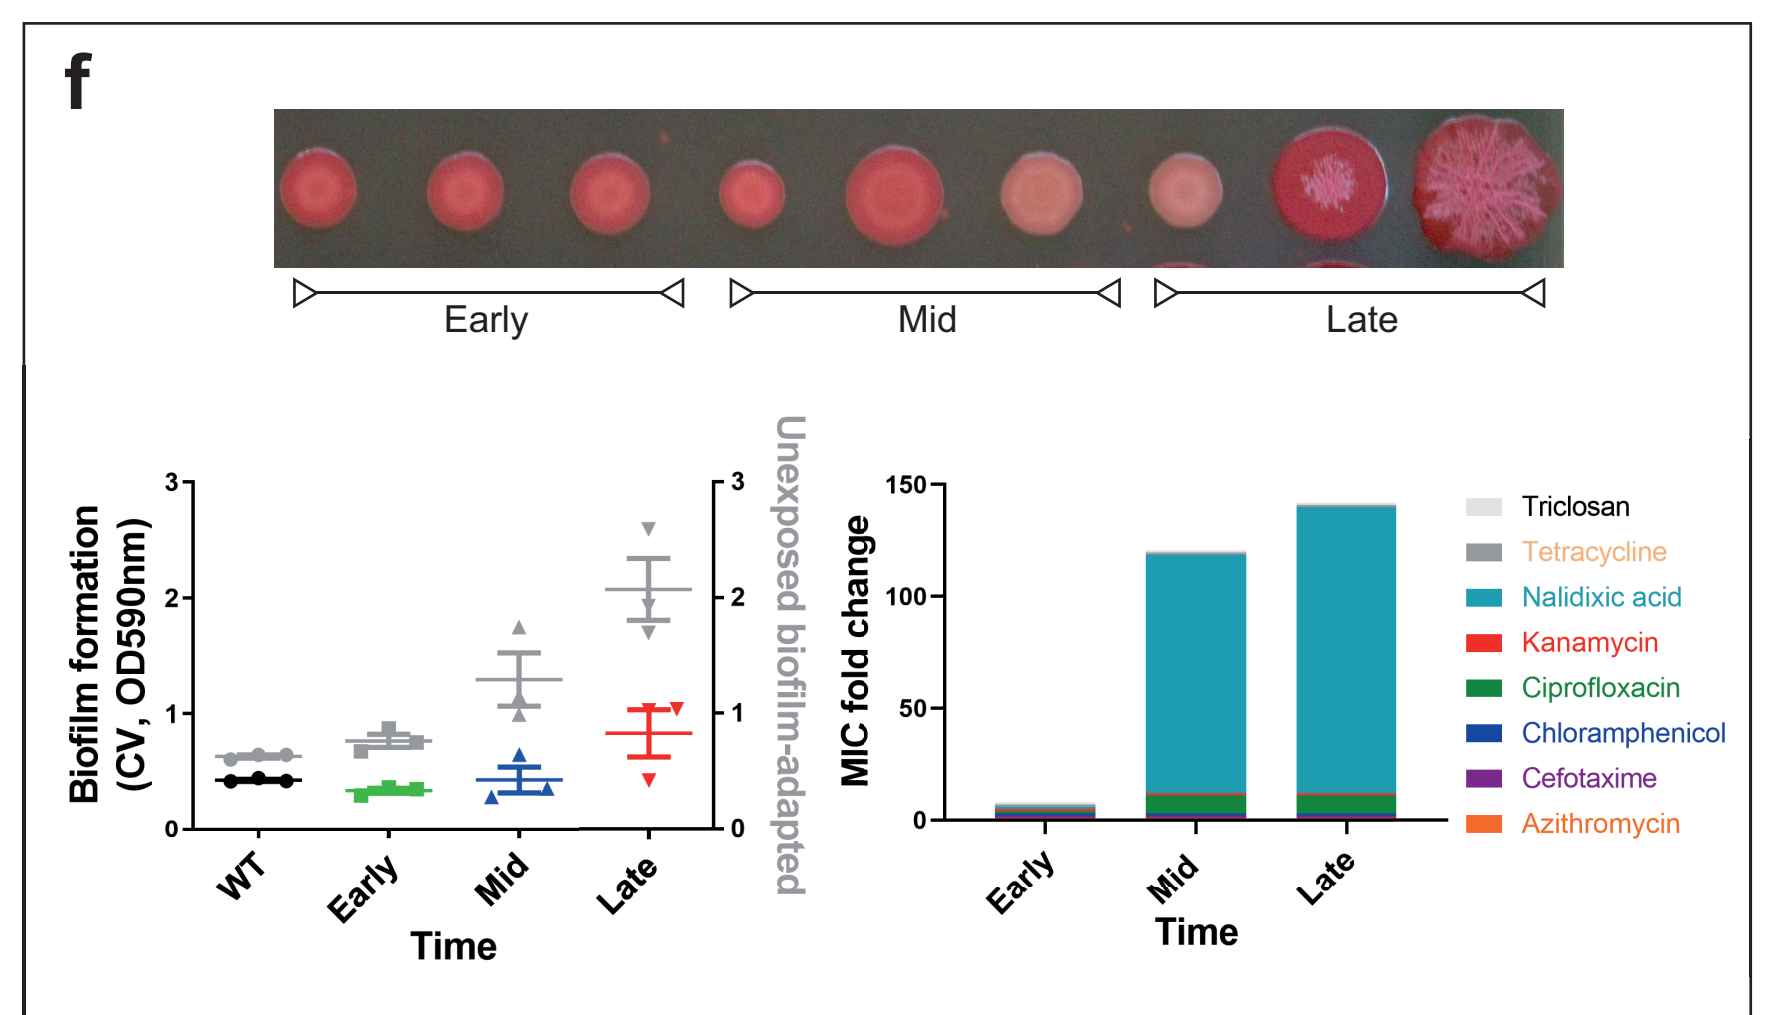 f
Early
Mid
Late
Biofilm formation
(CV, OD590nm)
3
2
1
0
3
2
1
0
Unexposed biofilm-adapted
WT
Early
Mid
Late
Time
MIC fold change
150
100
50
0
Early
Mid
Late
Time
Triclosan
Tetracycline
Nalidixic acid
Kanamycin
Ciprofloxacin
Chloramphenicol
Cefotaxime
Azithromycin